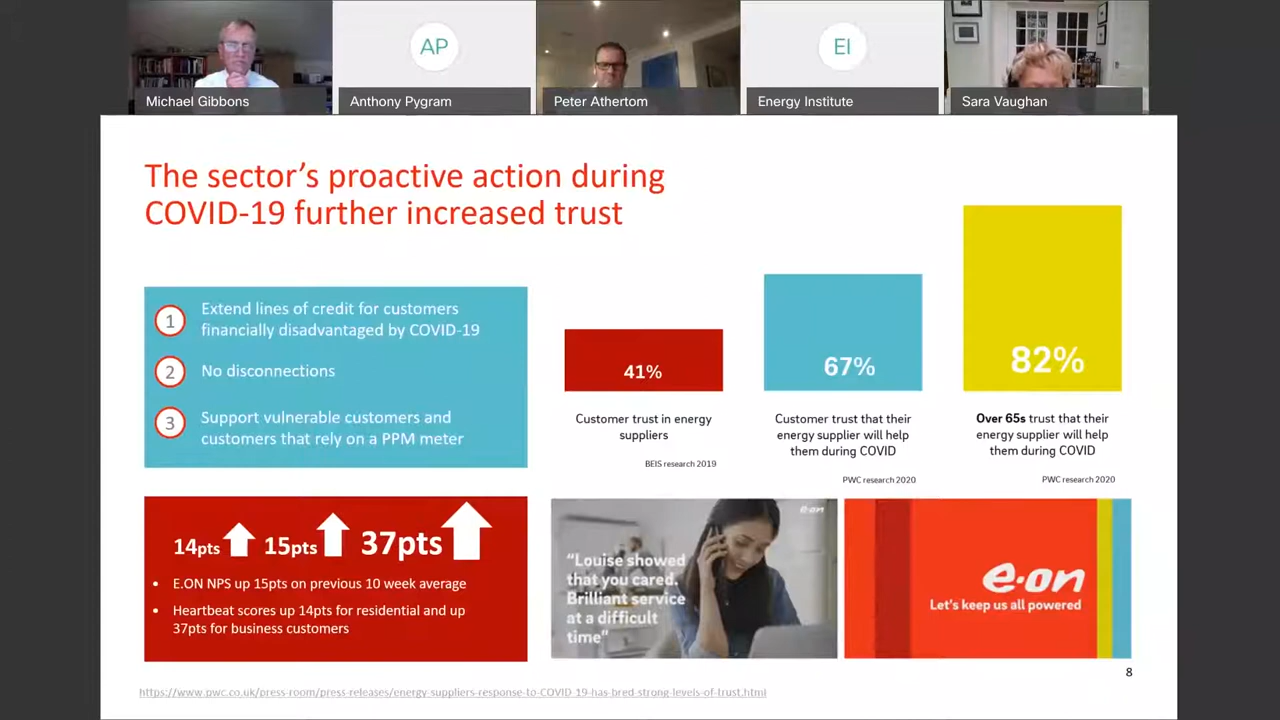 AP
EI
Michael Gibbons
Anthony Pygram
Peter Athertom
Energy Institute
Sara Vaughan
The sector's proactive action during
COVID-19 further increased trust
1
Extend lines of credit for customers
financially disadvantaged by COVID-19
2
No disconnections
3
Support vulnerable customers and
customers that rely on a PPM meter
41%
67%
82%
Customer trust in energy
suppliers
BEIS research 2019
Customer trust that their
energy supplier will help
them during COVID
PWC research 2020
Over 65s trust that their
energy supplier will help
them during COVID
PWC research 2020
14pts 15pts 37pts
• E.ON NPS up 15pts on previous 10 week average
• Heartbeat scores up 14pts for residential and up
37pts for business customers
e·on
“Louise showed
that you cared.
Brilliant service
at a difficult
time”
e·on
Let's keep us all powered
8
https://www.pwc.co.uk/press-room/press-releases/energy-suppliers-response-to-COVID-19-has-bred-strong-levels-of-trust.html